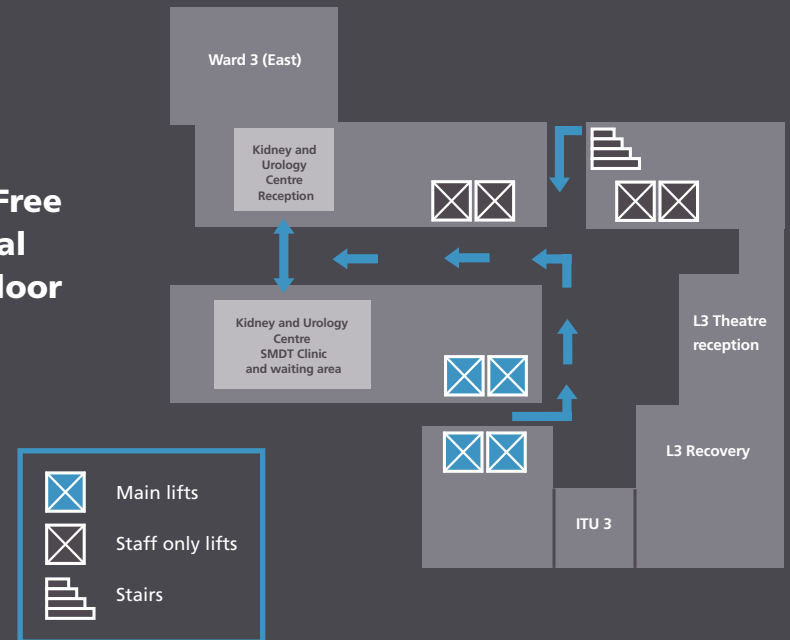 Ward 3 (East)
Kidney and
Urology
Centre
Reception
Free
al
loor
Kidney and Urology
Centre
SMDT Clinic
and waiting area
L3 Theatre
reception
L3 Recovery
ITU 3
Main lifts
Staff only lifts
Stairs